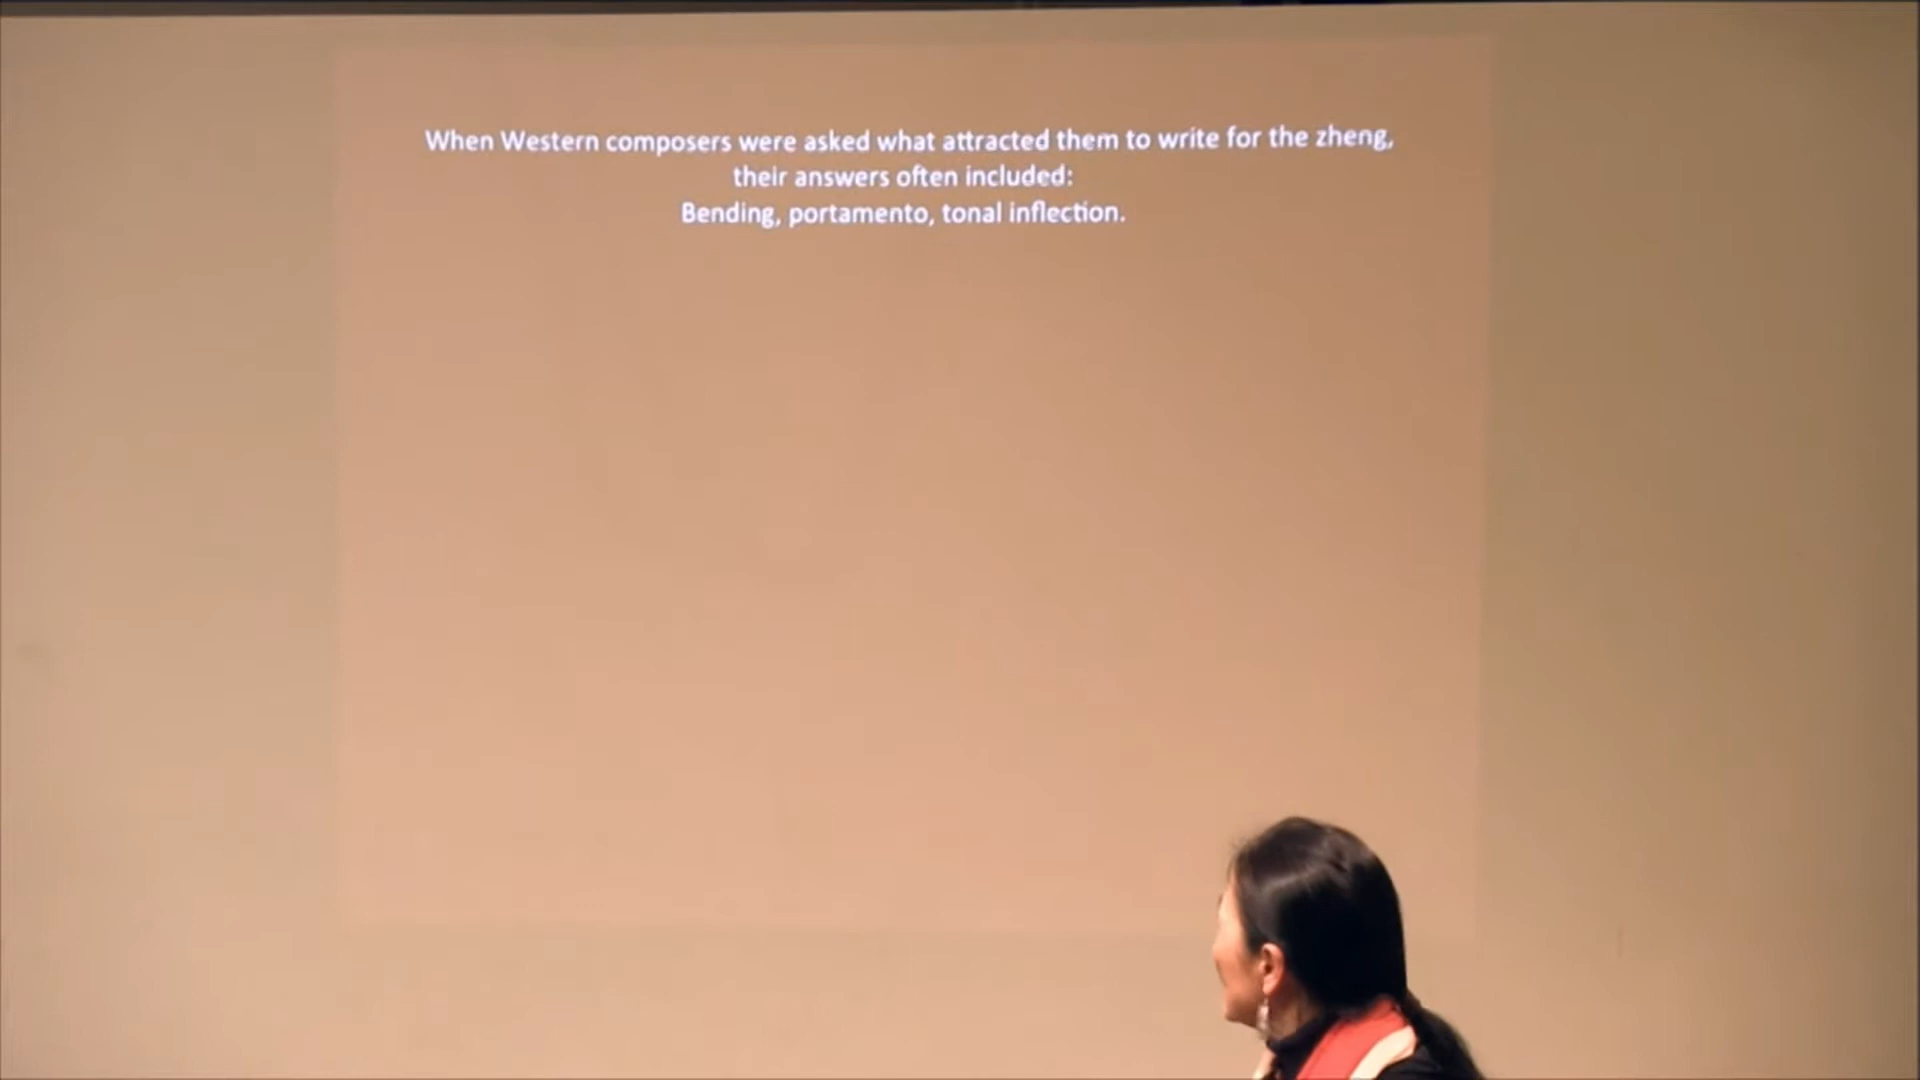 When Western composers were asked what attracted them to write for the zheng,
their answers often included:
Bending, portamento, tonal inflection.